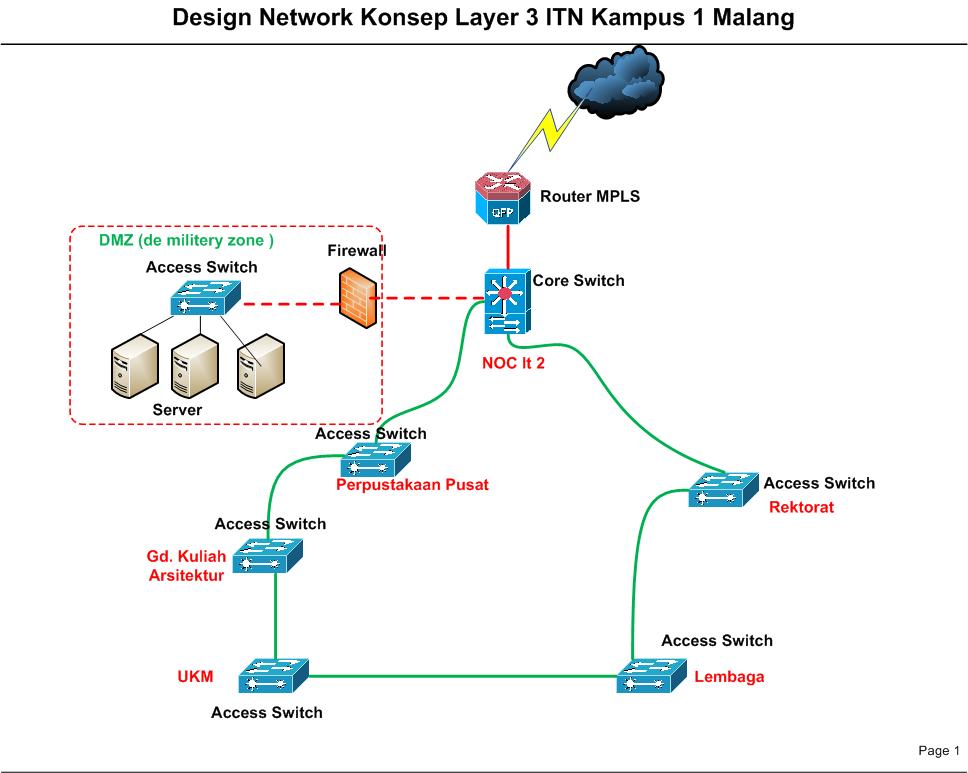 Design Network Konsep Layer 3 ITN Kampus 1 Malang
Router MPLS
QFP
DMZ (de militery zone )
Firewall
Access Switch
Core Switch
NOC lt 2
Server
Access Switch
Perpustakaan Pusat
Access Switch
Rektorat
Access Switch
Gd. Kuliah
Arsitektur
Access Switch
Lembaga
UKM
Access Switch
Page 1